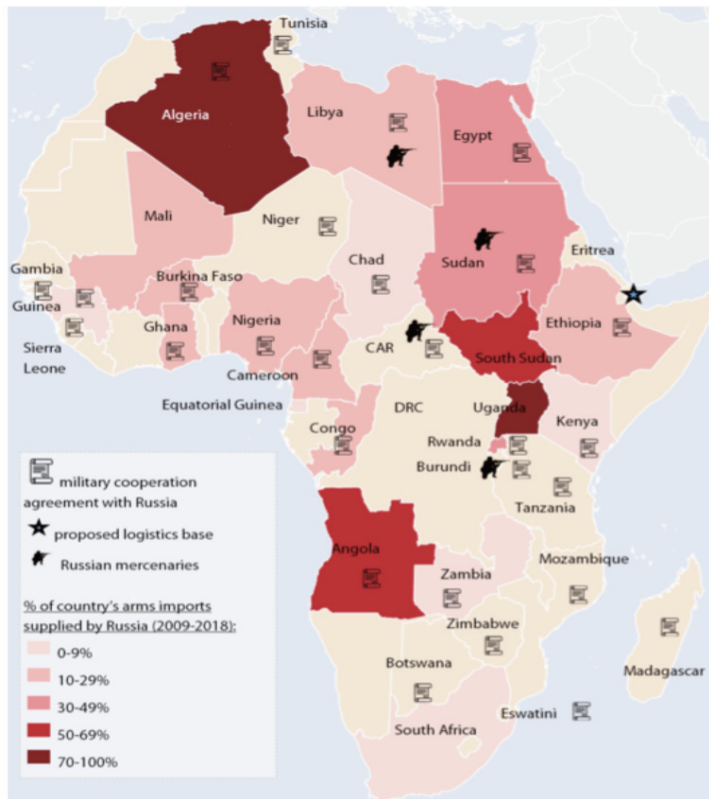 Tunisia
Algeria
Libya
Egypt
Mali
Niger
Chad
Sudan
Eritrea
Gambia
Burkina Faso
Guinea
Ghana
Nigeria
Ethiopia
Sierra
Leone
CAR
South Sudan
Cameroon
Equatorial Guinea
DRC
Uganda
Kenya
Congo
Rwanda
Burundi
Tanzania
military cooperation
agreement with Russia
proposed logistics base
Russian mercenaries
Angola
Mozambique
Zambia
% of country's arms imports
supplied by Russia (2009-2018):
0-9%
10-29%
30-49%
50-69%
70-100%
Zimbabwe
Botswana
Madagascar
Eswatini
South Africa